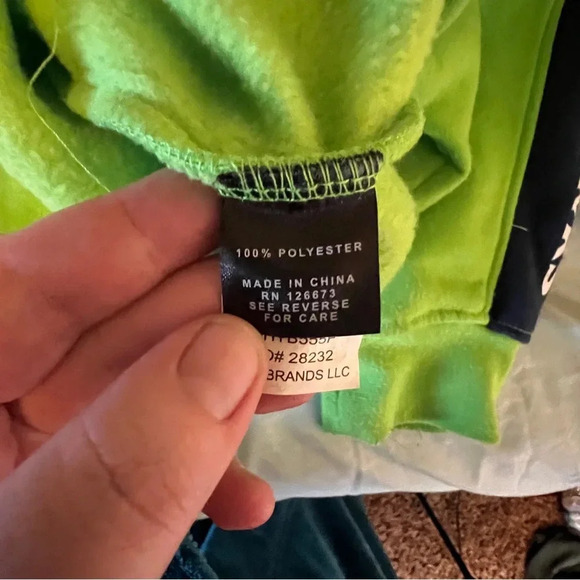 100% POLYESTER
MADE IN CHINA
RN 126673
SEE REVERSE
FOR CARE
# 28232
BRANDS LLC